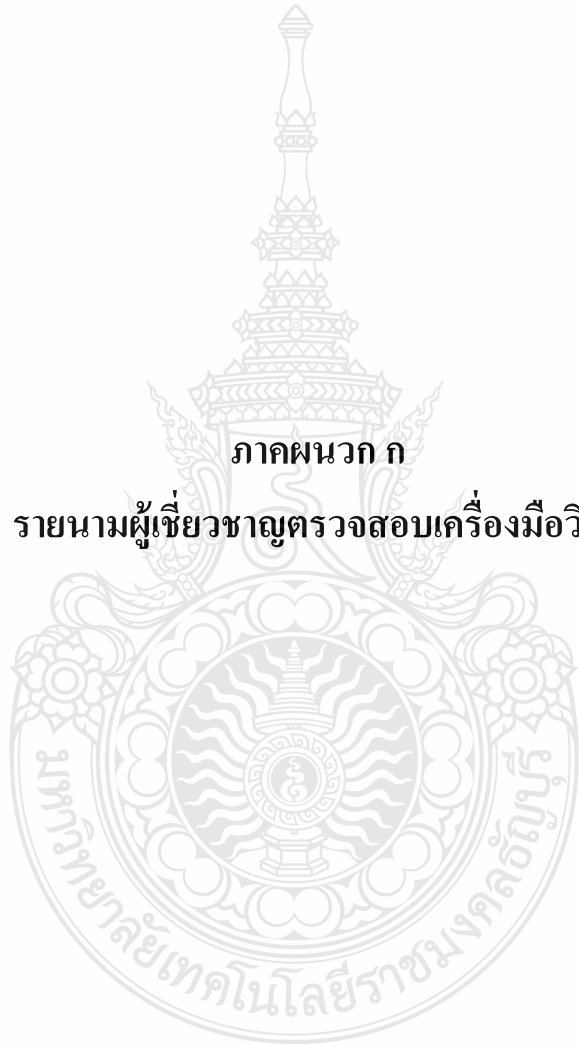 ภาคผนวก ก
รายนามผู้เชี่ยวชาญตรวจสอบเครื่องมือวิ
มหาวิทยาลัยเทคโนโลยีราชมงคลธัญบุรี